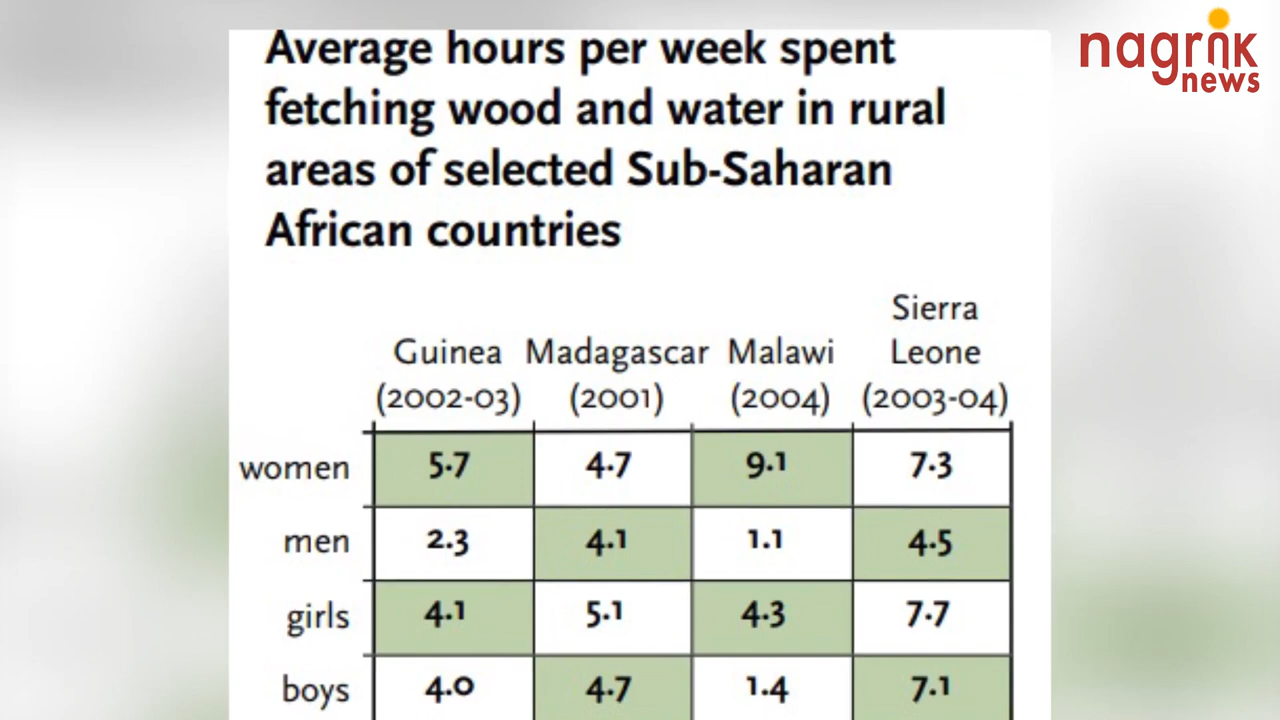 Average hours per week spent
fetching wood and water in rural
areas of selected Sub-Saharan
African countries
nagrik
news
Sierra
Guinea Madagascar Malawi Leone
(2002-03) (2001) (2004) (2003-04)
women 5.7 4.7 9.1 7.3
men 2.3 4.1 1.1 4.5
girls 4.1 5.1 4.3 7.7
boys 4.0 4.7 1.4 7.1